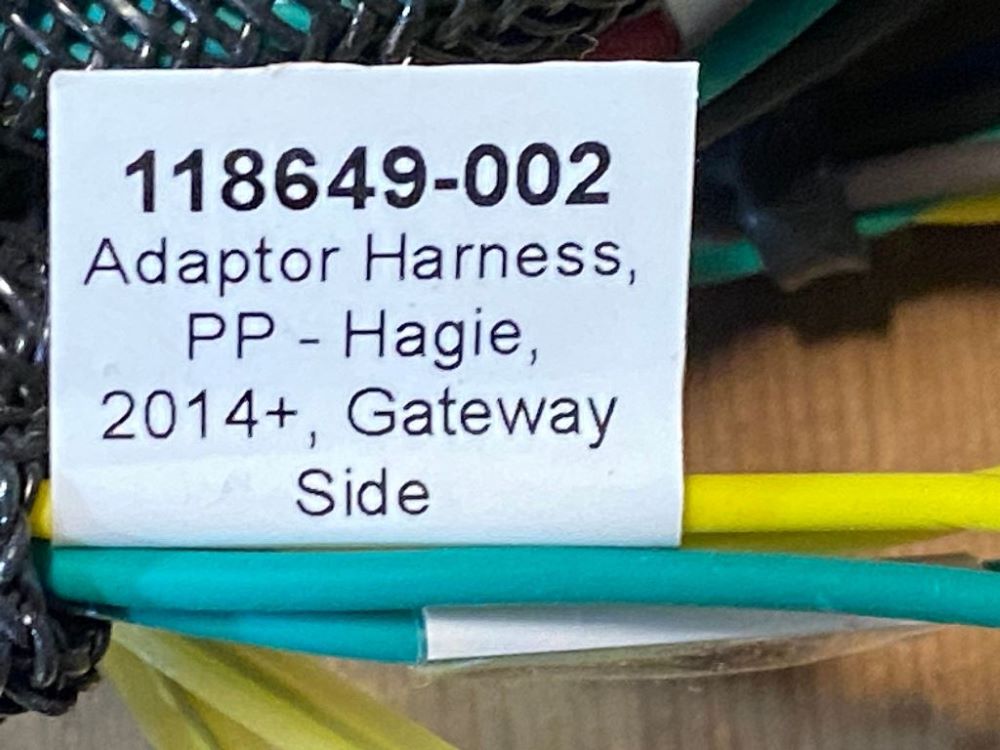 118649-002
Adaptor Harness,
PP - Hagie,
2014+, Gateway
Side